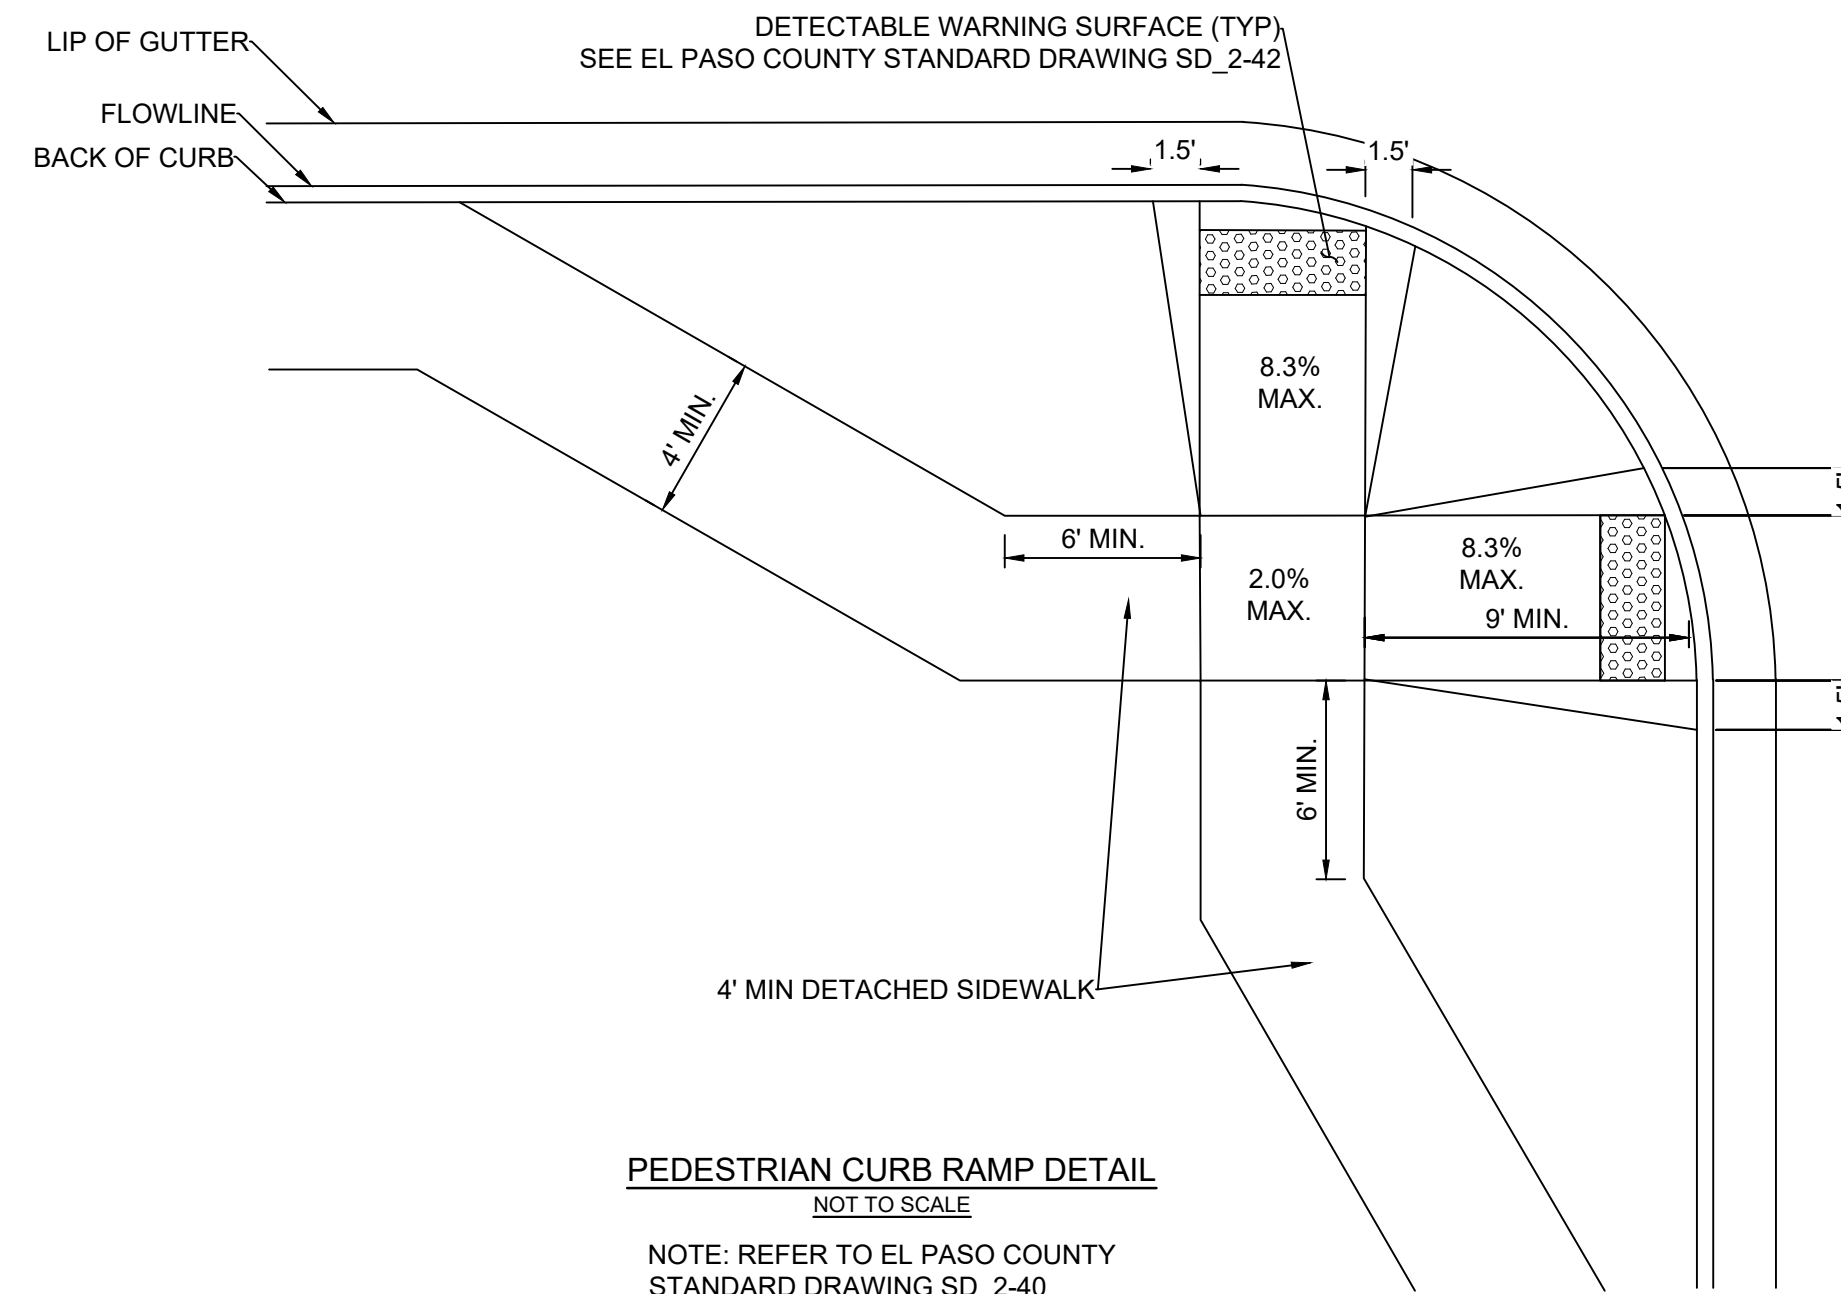 DETECTABLE WARNING SURFACE (TYP)
SEE EL PASO COUNTY STANDARD DRAWING SD_2-42
LIP OF GUTTER
FLOWLINE
BACK OF CURB
1.5'
1.5'
8.3%
MAX.
4' MIN.
6' MIN.
2.0%
MAX.
8.3%
MAX.
9' MIN.
6' MIN.
4' MIN DETACHED SIDEWALK
PEDESTRIAN CURB RAMP DETAIL
NOT TO SCALE
NOTE: REFER TO EL PASO COUNTY
STANDARD DRAWING SD_2-40